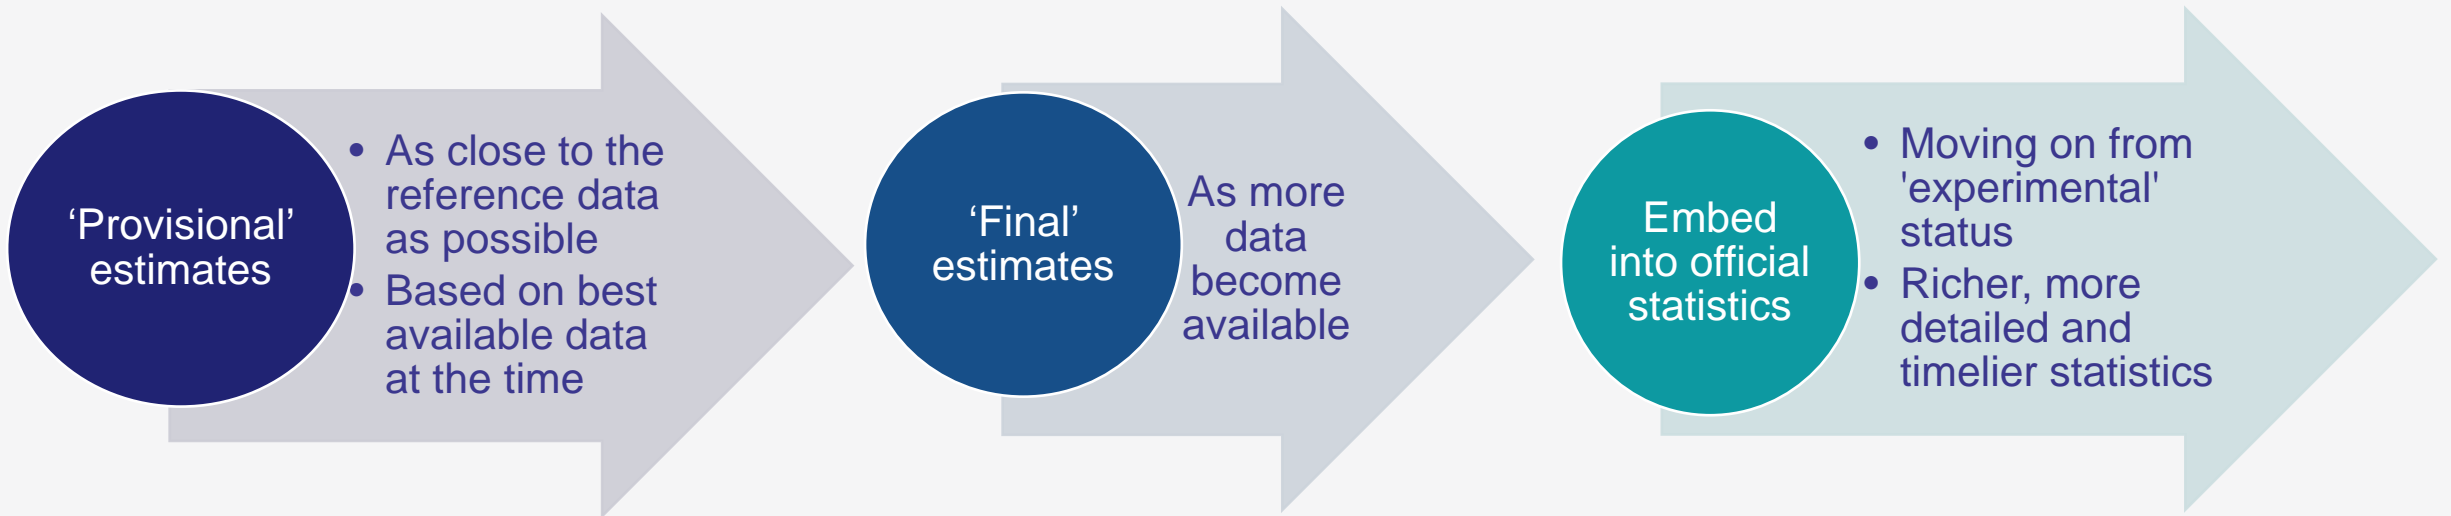 ‘Provisional’
estimates
• As close to the
reference data
as possible
• Based on best
available data
at the time
‘Final’
estimates
As more
data
become
available
Embed
into official
statistics
• Moving on from
'experimental'
status
• Richer, more
detailed and
timelier statistics